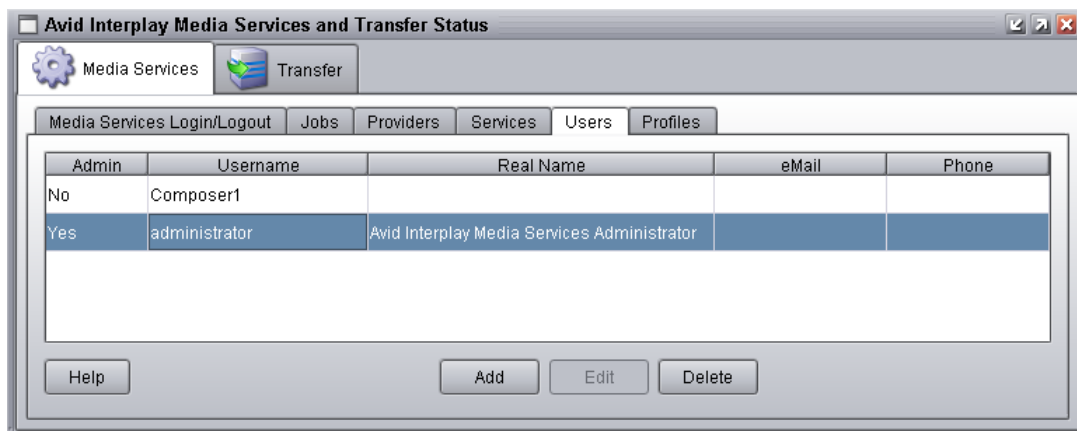 Avid Interplay Media Services and Transfer Status
Media Services Transfer
Media Services Login/Logout Jobs Providers Services Users Profiles
Admin Username Real Name eMail Phone
No Composer1
Yes administrator Avid Interplay Media Services Administrator
Help Add Edit Delete